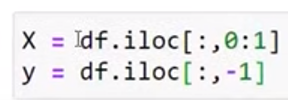 X = df.iloc[:,0:1]
y = df.iloc[:,-1]